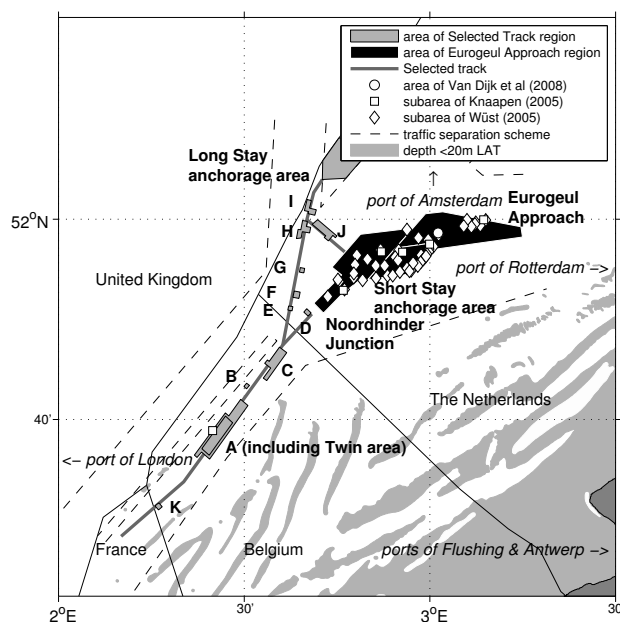 area of Selected Track region
area of Eurogeul Approach region
Selected track
area of Van Dijk et al (2008)
subarea of Knaapen (2005)
subarea of Wüst (2005)
traffic separation scheme
depth <20m LAT
Long Stay
anchorage area
I
port of Amsterdam
Eurogeul
Approach
52°N
H
J
G
port of Rotterdam −>
United Kingdom
F
Short Stay
anchorage area
E
D
Noordhinder
Junction
B
C
The Netherlands
40'
A (including Twin area)
<− port of London
K
France
Belgium
ports of Flushing & Antwerp −>
2°E
30'
3°E
30